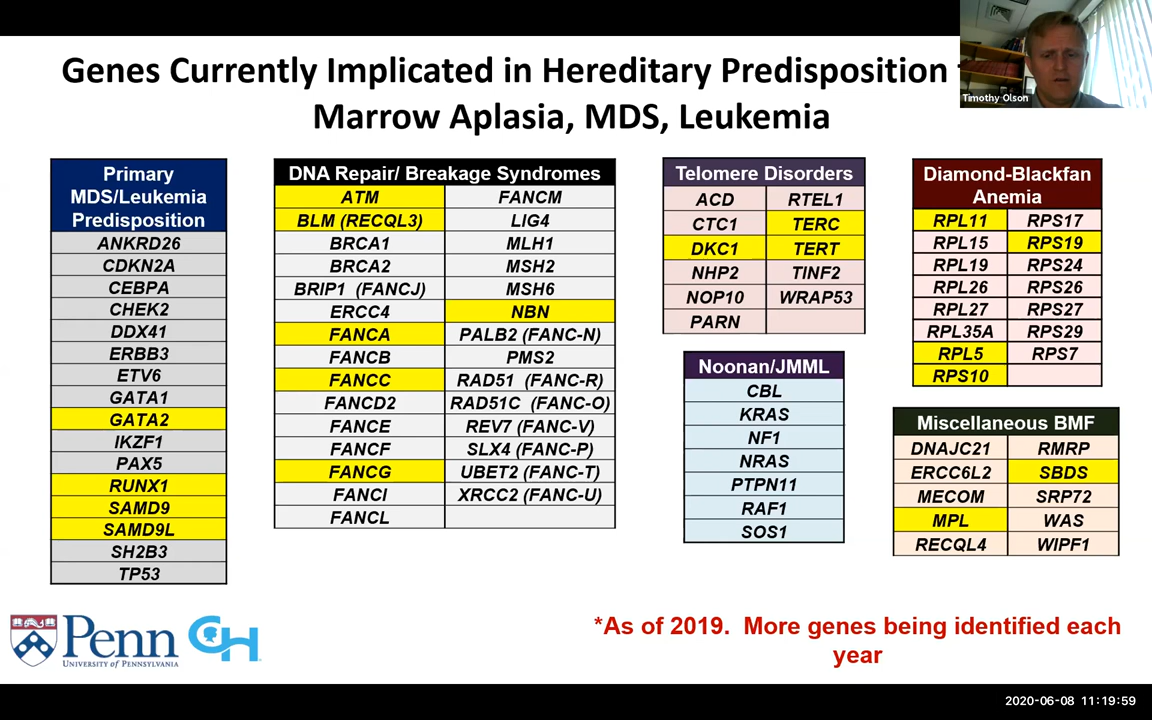 Genes Currently Implicated in Hereditary Predisposition
Marrow Aplasia, MDS, Leukemia
Timothy Olson
Primary
MDS/Leukemia
Predisposition
ANKRD26
CDKN2A
CEBPA
CHEK2
DDX41
ERBB3
ETV6
GATA1
GATA2
IKZF1
PAX5
RUNX1
SAMD9
SAMD9L
SH2B3
TP53
DNA Repair/ Breakage Syndromes
ATM FANCM
BLM (RECQL3) LIG4
BRCA1 MLH1
BRCA2 MSH2
BRIP1 (FANCJ) MSH6
ERCC4 NBN
FANCA PALB2 (FANC-N)
FANCB PMS2
FANCC RAD51 (FANC-R)
FANCD2 RAD51C (FANC-O)
FANCE REV7 (FANC-V)
FANCF SLX4 (FANC-P)
FANCG UBET2 (FANC-T)
FANCI XRCC2 (FANC-U)
FANCL
Telomere Disorders
ACD RTEL1
CTC1 TERC
DKC1 TERT
NHP2 TINF2
NOP10 WRAP53
PARN
Noonan/JMML
CBL
KRAS
NF1
NRAS
PTPN11
RAF1
SOS1
Diamond-Blackfan
Anemia
RPL11 RPS17
RPL15 RPS19
RPL19 RPS24
RPL26 RPS26
RPL27 RPS27
RPL35A RPS29
RPL5 RPS7
RPS10
Miscellaneous BMF
DNAJC21 RMRP
ERCC6L2 SBDS
MECOM SRP72
MPL WAS
RECQL4 WIPF1
Penn
UNIVERSITY OF PENNSYLVANIA
CH
*As of 2019. More genes being identified each
year
2020-06-08 11:19:59